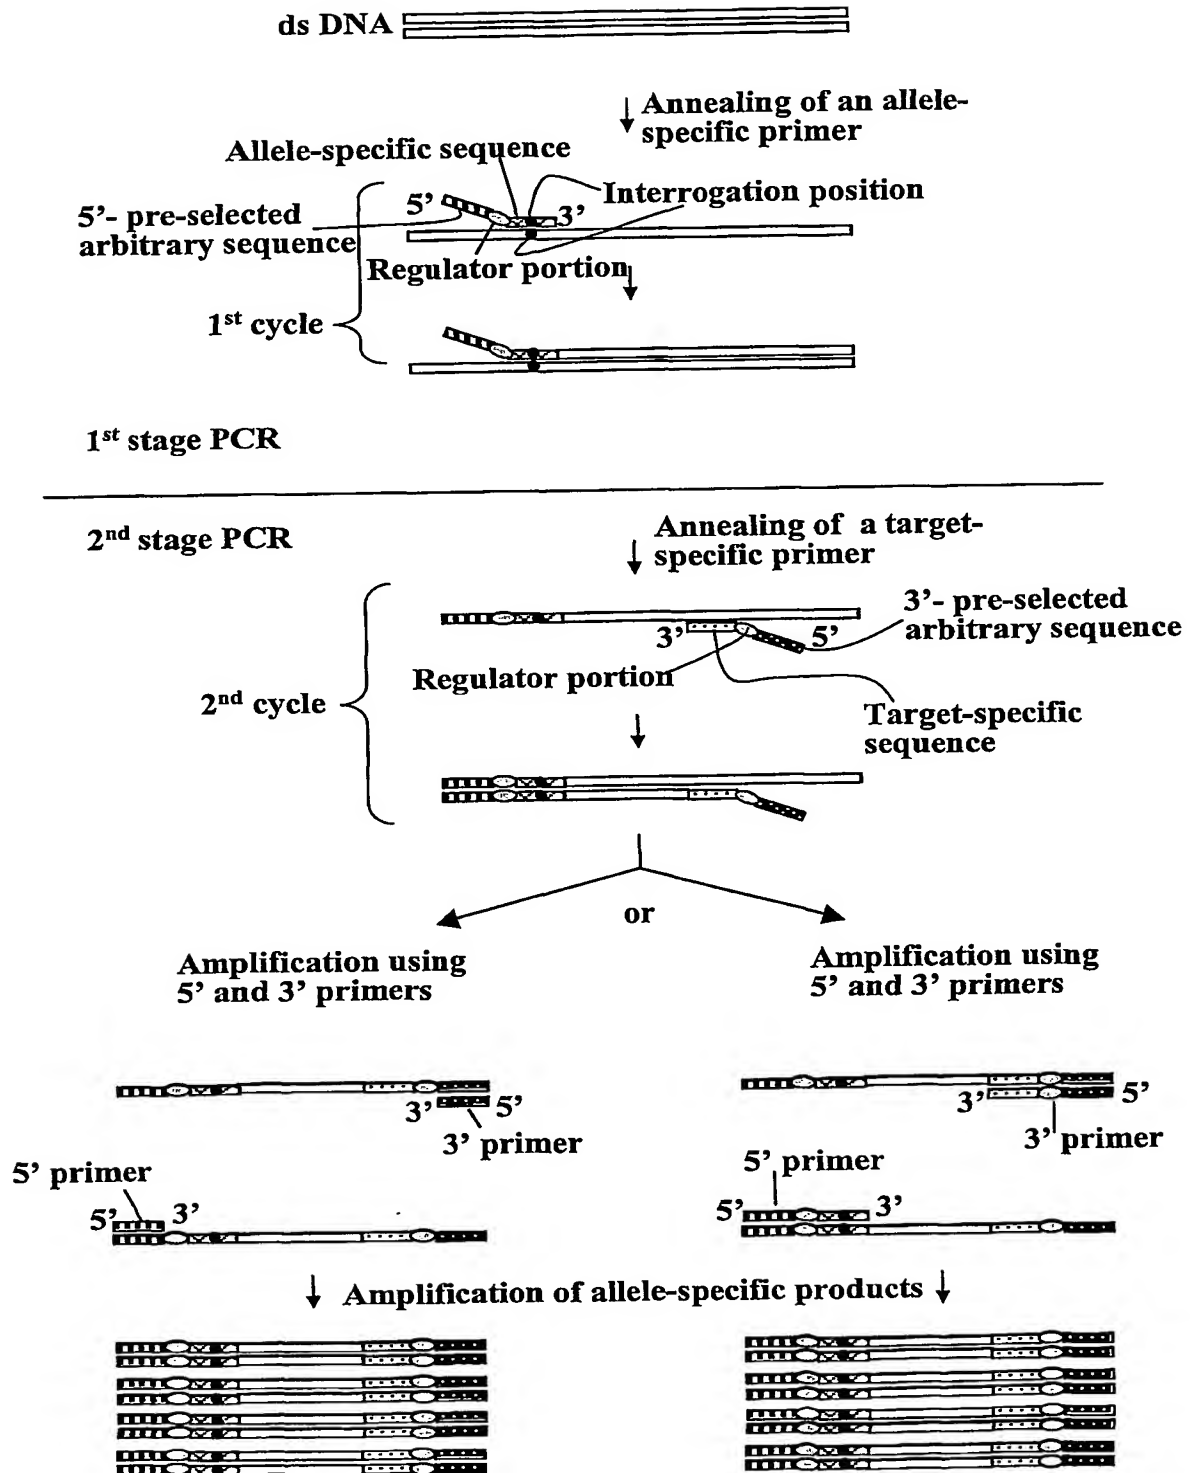 ds DNA
Annealing of an allele-
specific primer
Allele-specific sequence
Interrogation position
5’
3’
5’- pre-selected
arbitrary sequence
Regulator portion
1st cycle
1st stage PCR
2nd stage PCR
Annealing of a target-
specific primer
3’- pre-selected
arbitrary sequence
3’
5’
Regulator portion
2nd cycle
Target-specific
sequence
or
Amplification using
5’ and 3’ primers
Amplification using
5’ and 3’ primers
3’
5’
3’ primer
5’ primer
5’
3’
3’
5’
3’ primer
5’ primer
5’
3’
Amplification of allele-specific products